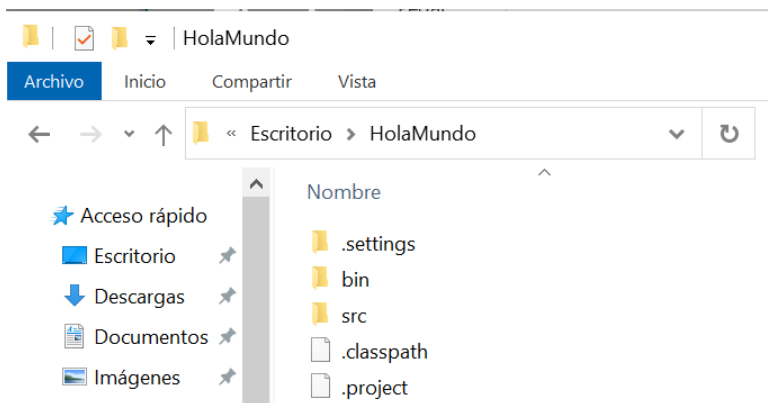 HolaMundo
Archivo Inicio Compartir Vista
« Escritorio > HolaMundo
Nombre
Acceso rápido
Escritorio
Descargas
Documentos
Imágenes
.settings
bin
src
.classpath
.project